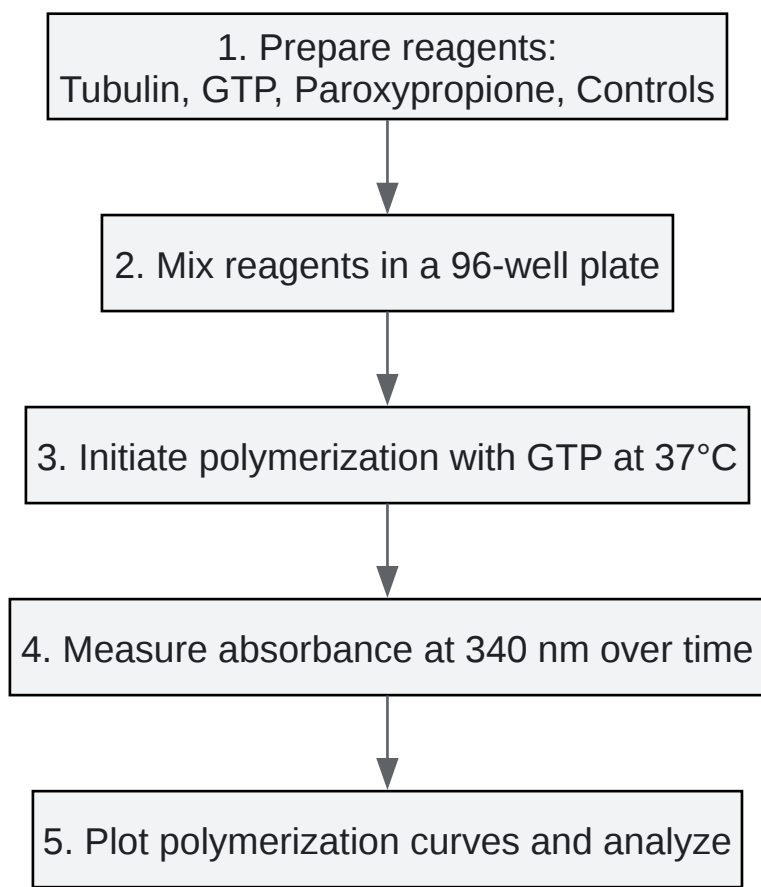 1. Prepare reagents:
Tubulin, GTP, Paroxypropione, Controls
2. Mix reagents in a 96-well plate
3. Initiate polymerization with GTP at 37°C
4. Measure absorbance at 340 nm over time
5. Plot polymerization curves and analyze